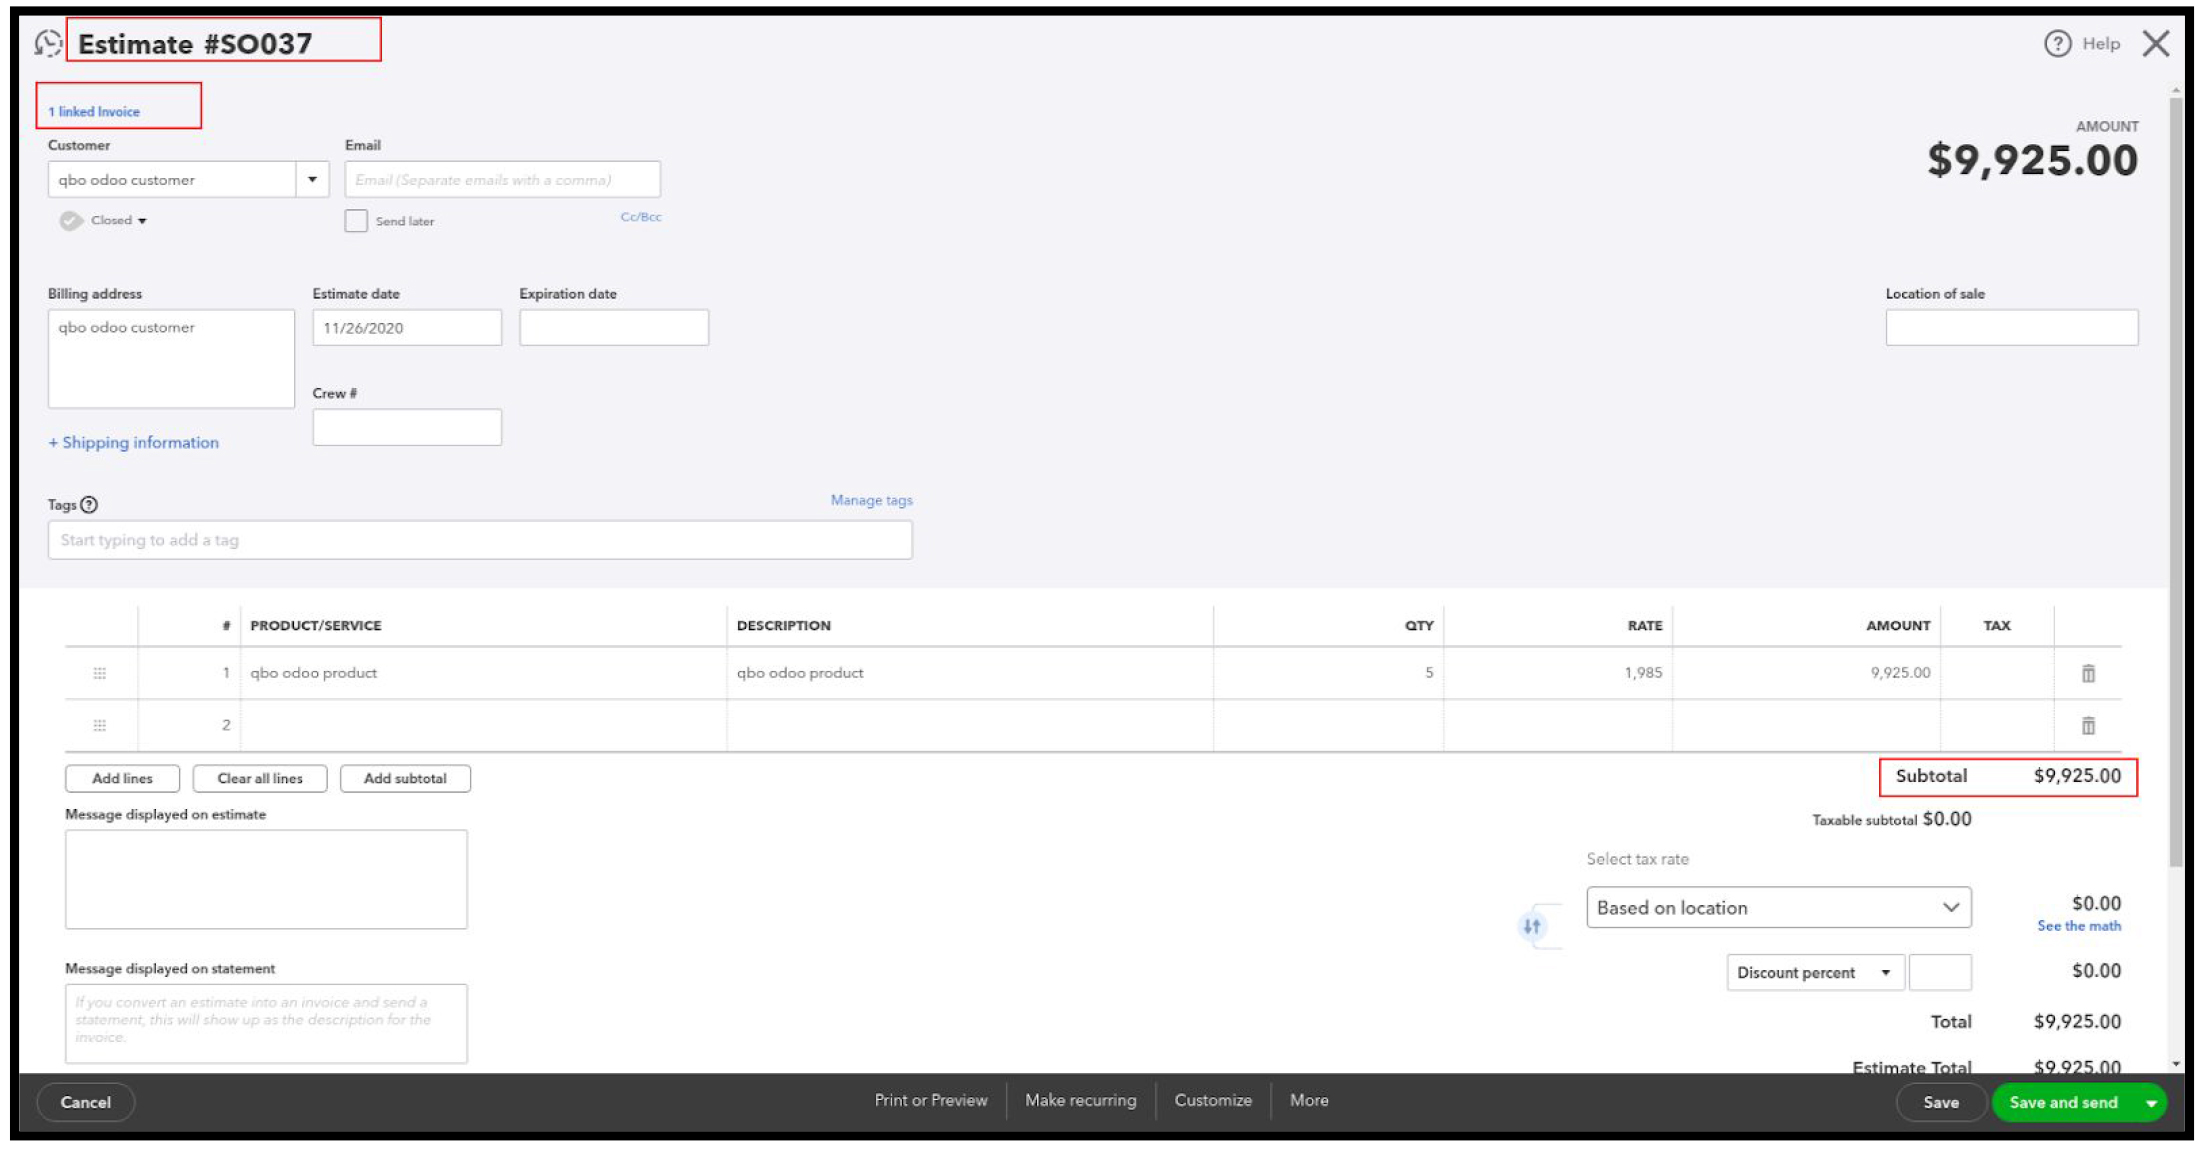 Estimate #SO037
Help
1 linked Invoice
AMOUNT
$9,925.00
Customer
Email
qbo odoo customer
Email (Separate emails with a comma)
Closed
Send later
Cc/Bcc
Billing address
Estimate date
Expiration date
Location of sale
qbo odoo customer
11/26/2020
Crew #
+ Shipping information
Tags
Manage tags
Start typing to add a tag
# PRODUCT/SERVICE DESCRIPTION QTY RATE AMOUNT TAX
1 qbo odoo product qbo odoo product 5 1,985 9,925.00
2
Add lines
Clear all lines
Add subtotal
Subtotal $9,925.00
Message displayed on estimate
Taxable subtotal $0.00
Select tax rate
Based on location
$0.00
See the math
Message displayed on statement
Discount percent
$0.00
If you convert an estimate into an invoice and send a
statement, this will show up as the description for the
invoice.
Total $9,925.00
Estimate Total $9,925.00
Cancel
Print or Preview
Make recurring
Customize
More
Save
Save and send